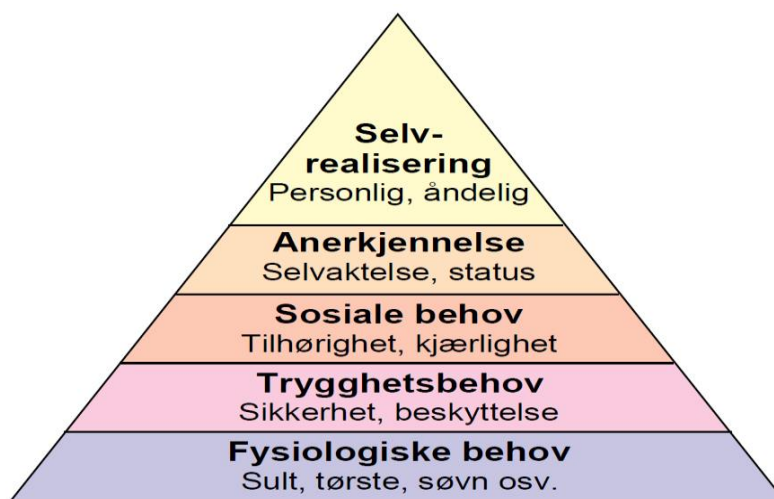 Selv-
realisering
Personlig, åndelig
Anerkjennelse
Selvaktelse, status
Sosiale behov
Tilhørighet, kjærlighet
Trygghetsbehov
Sikkerhet, beskyttelse
Fysiologiske behov
Sult, tørste, søvn osv.